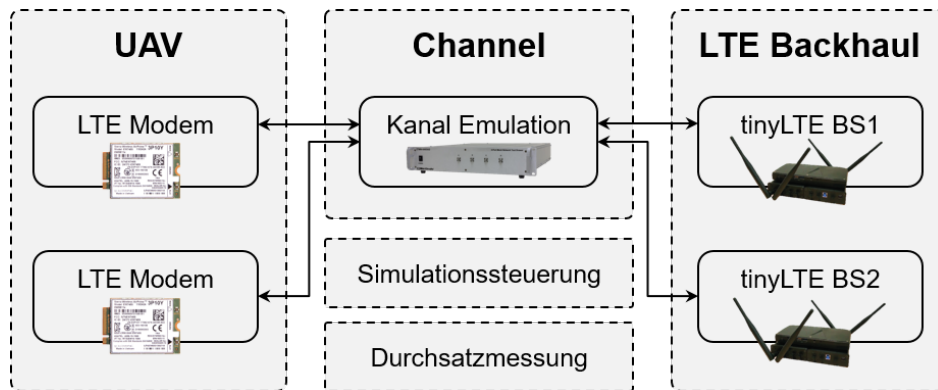 UAV
LTE Modem
LTE Modem
Channel
Kanal Emulation
Simulationssteuerung
Durchsatzmessung
LTE Backhaul
tinyLTE BS1
tinyLTE BS2